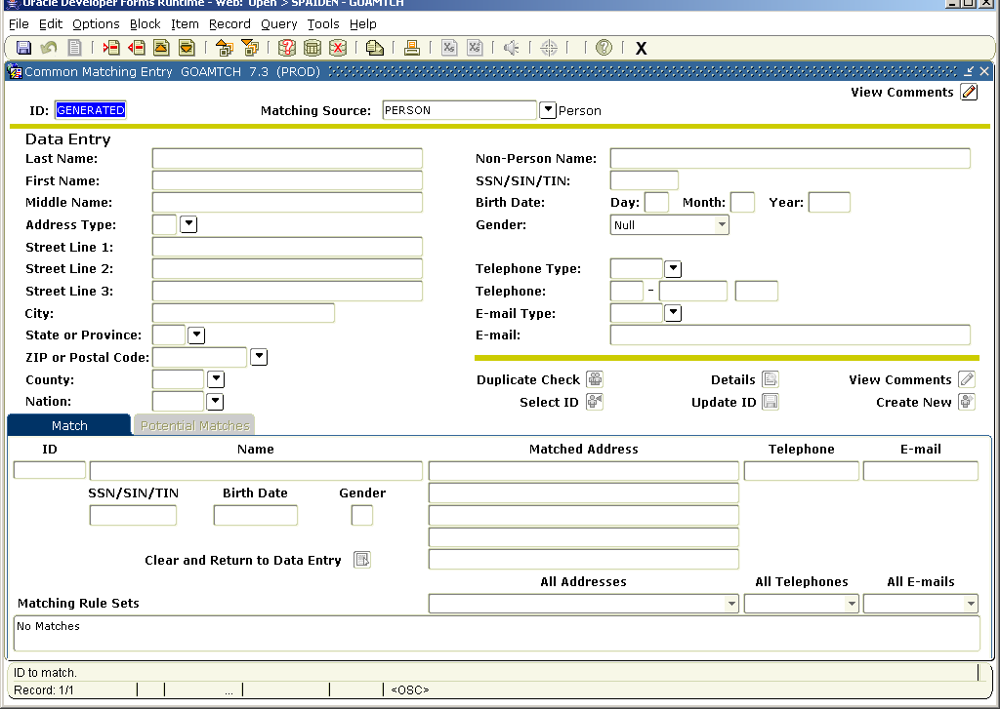 Oracle Developer Forms Runtime - Web: Open > SPAIDEN - GOAMTCH
File Edit Options Block Item Record Query Tools Help
X
Common Matching Entry GOAMTCH 7.3 (PROD)
View Comments
ID: GENERATED Matching Source: PERSON Person
Data Entry
Last Name: Non-Person Name:
First Name: SSN/SIN/TIN:
Middle Name: Birth Date: Day: Month: Year:
Address Type: Gender: Null
Street Line 1:
Street Line 2: Telephone Type:
Street Line 3: Telephone: -
City: E-mail Type:
State or Province: E-mail:
ZIP or Postal Code:
County: Duplicate Check Details View Comments
Nation: Select ID Update ID Create New
Match Potential Matches
ID Name Matched Address Telephone E-mail
SSN/SIN/TIN Birth Date Gender
Clear and Return to Data Entry
All Addresses All Telephones All E-mails
Matching Rule Sets
No Matches
ID to match.
Record: 1/1 ... <OSC>